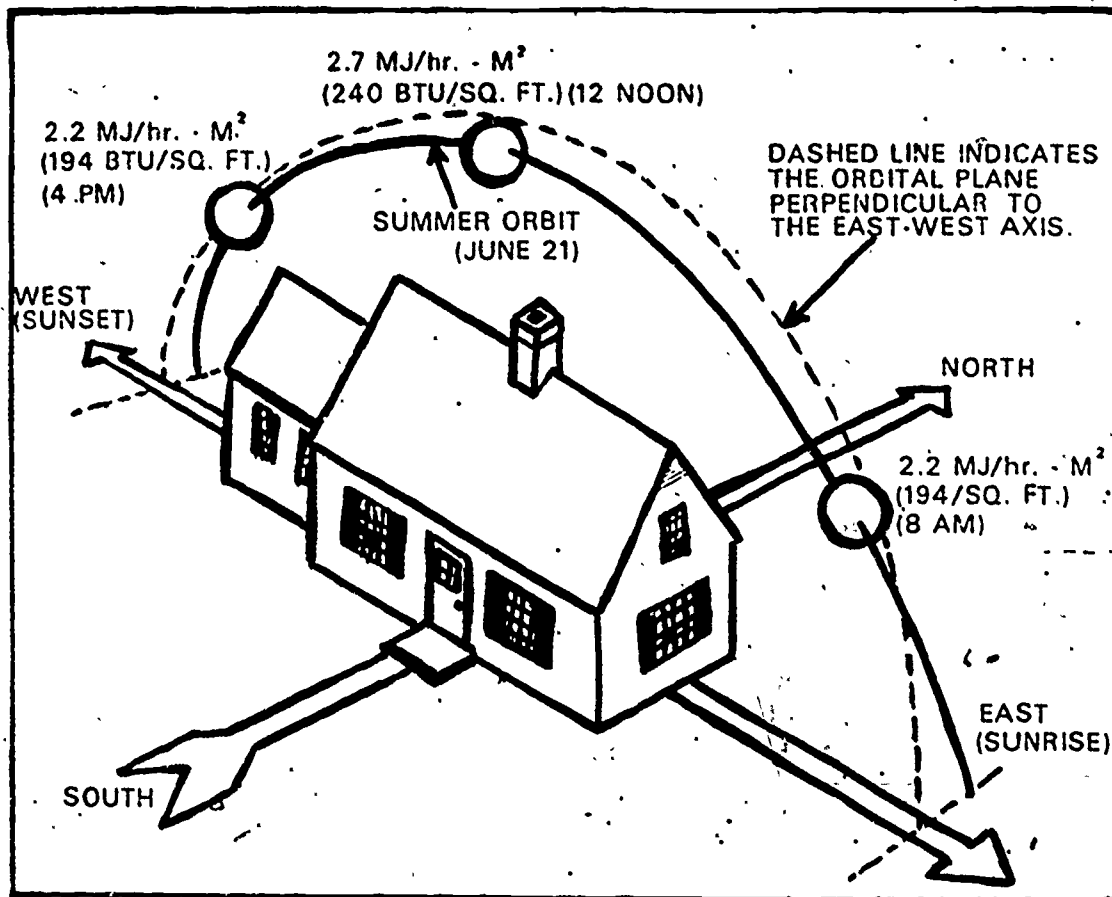 2.7 MJ/hr. - M²
(240 BTU/SQ. FT.) (12 NOON)
2.2 MJ/hr. - M²
(194 BTU/SQ. FT.)
(4 PM)
SUMMER ORBIT
(JUNE 21)
DASHED LINE INDICATES
THE ORBITAL PLANE
PERPENDICULAR TO
THE EAST-WEST AXIS.
WEST
(SUNSET)
NORTH
2.2 MJ/hr. - M²
(194/SQ. FT.)
(8 AM)
EAST
(SUNRISE)
SOUTH